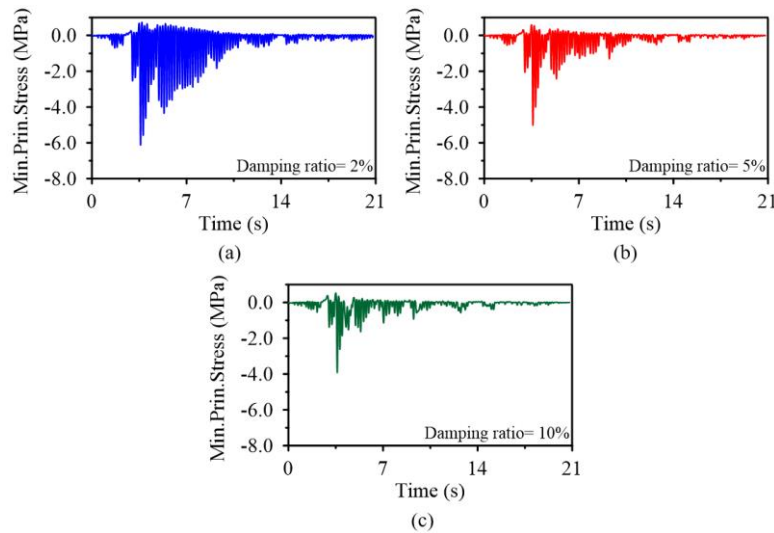 Min.Prin.Stress (MPa)
0.0
-2.0
-4.0
-6.0
-8.0
Damping ratio= 2%
0 7 14 21
Time (s)
(a)
Min.Prin.Stress (MPa)
0.0
-2.0
-4.0
-6.0
-8.0
Damping ratio= 5%
0 7 14 21
Time (s)
(b)
Min.Prin.Stress (MPa)
0.0
-2.0
-4.0
-6.0
-8.0
Damping ratio= 10%
0 7 14 21
Time (s)
(c)